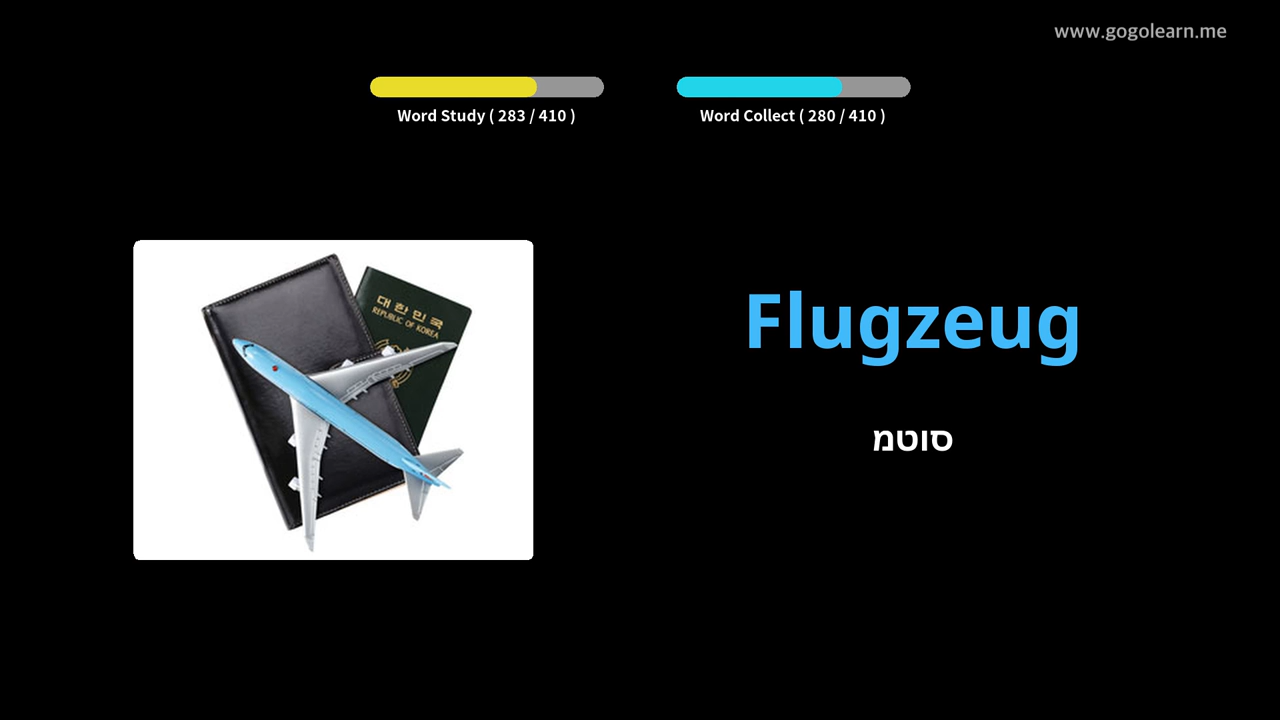 www.gogolearn.me
Word Study ( 283 / 410 )
Word Collect ( 280 / 410 )
대한민국
REPUBLIC OF KOREA
Flugzeug
סוטמ